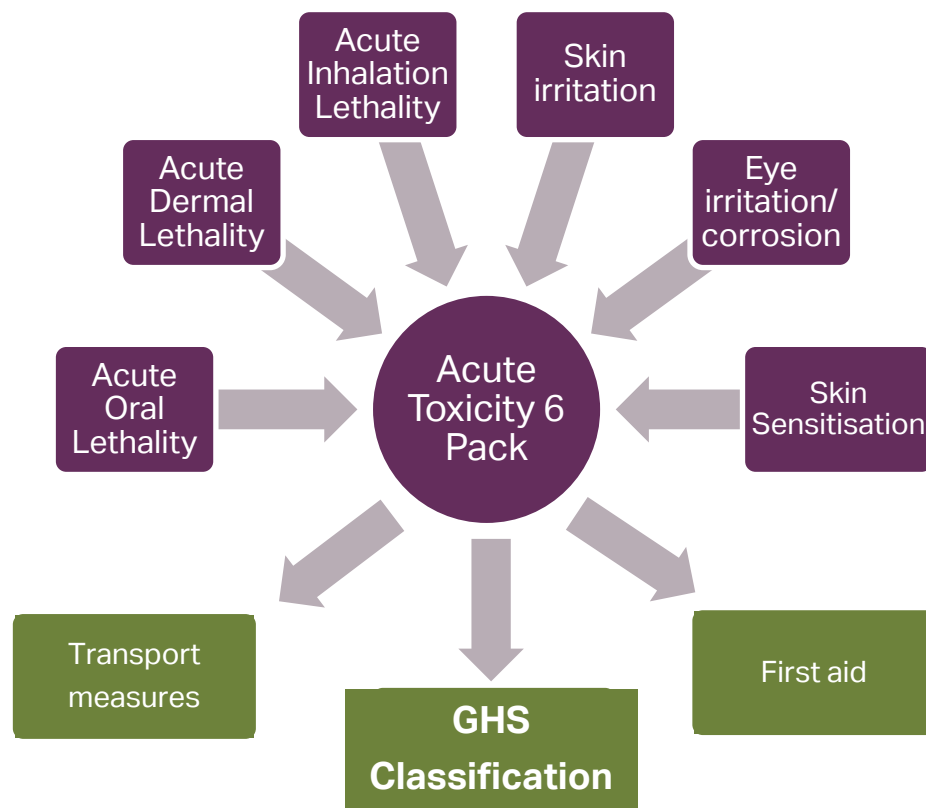 Acute
Inhalation
Lethality
Skin
irritation
Acute
Dermal
Lethality
Eye
irritation/
corrosion
Acute
Oral
Lethality
Acute
Toxicity 6
Pack
Skin
Sensitisation
Transport
measures
GHS
Classification
First aid